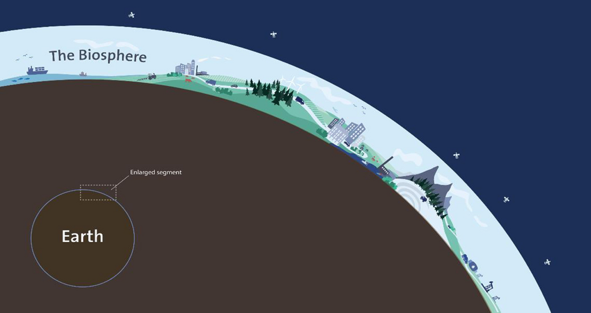 The Biosphere
Enlarged segment
Earth